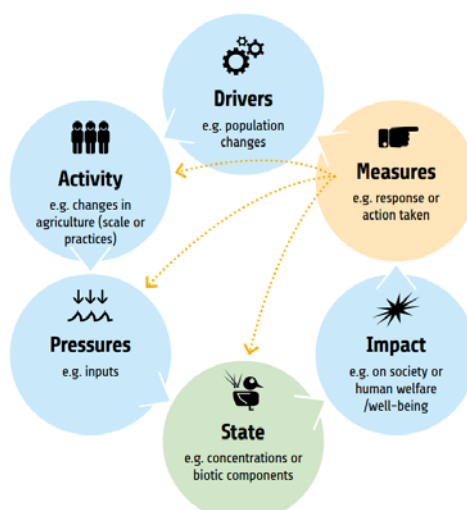 Drivers
e.g. population
changes
Measures
e.g. response or
action taken
Activity
e.g. changes in
agriculture (scale or
practices)
Pressures
e.g. inputs
Impact
e.g. on society or
human welfare
/well-being
State
e.g. concentrations or
biotic components